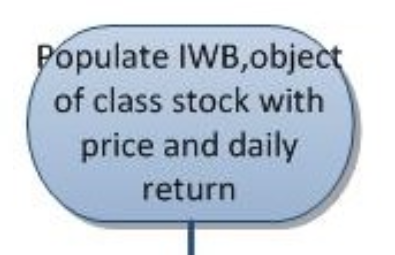 Populate IWB,object
of class stock with
price and daily
return